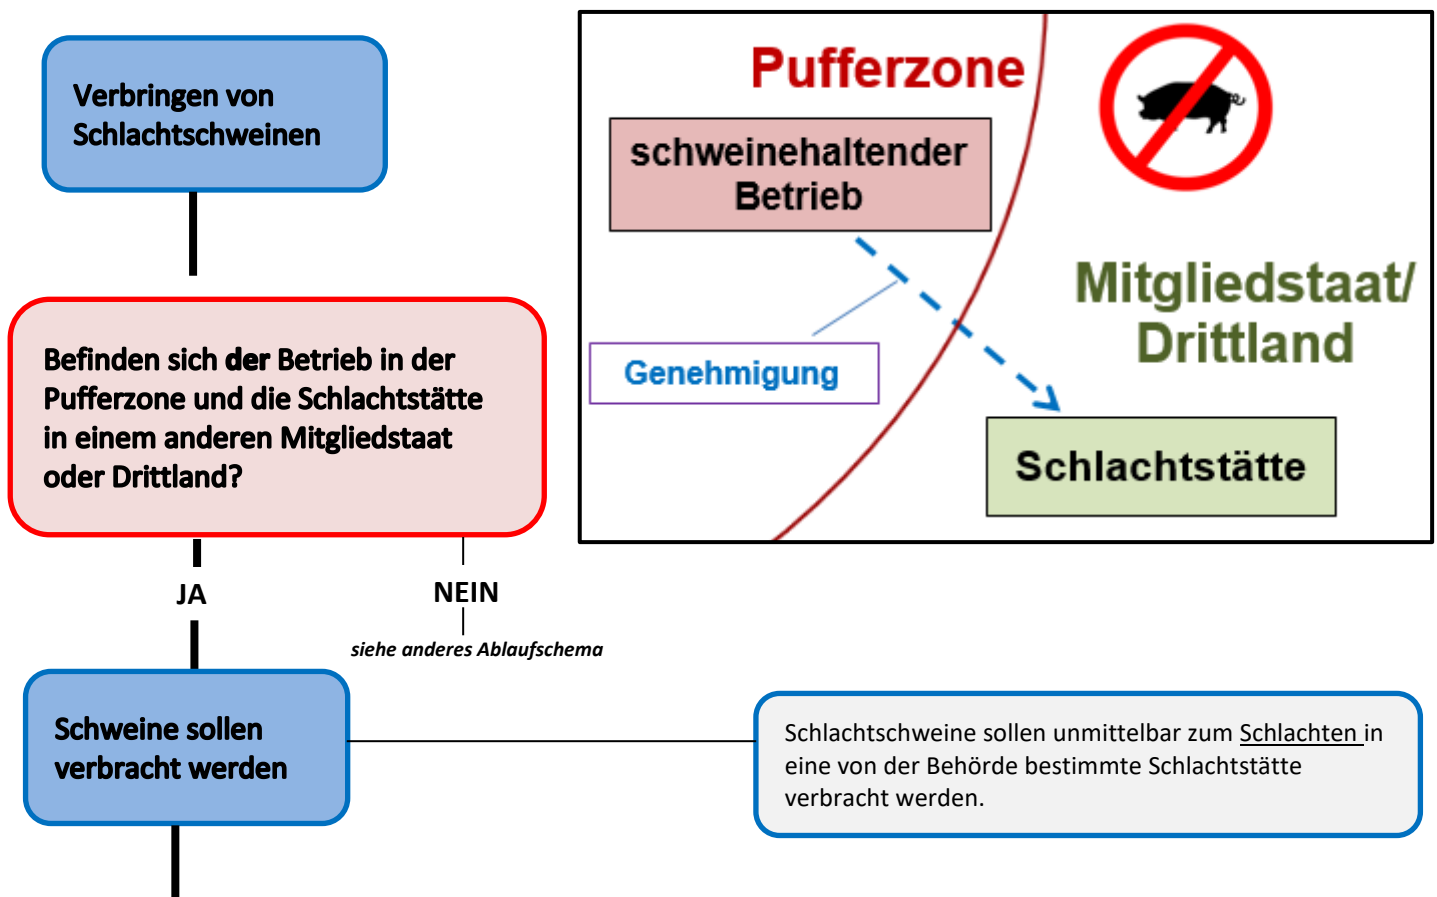 Verbringen von
Schlachtschweinen
Pufferzone
schweinehaltender
Betrieb
Mitgliedstaat/
Drittland
Genehmigung
Schlachtstätte
Befinden sich der Betrieb in der
Pufferzone und die Schlachtstätte
in einem anderen Mitgliedstaat
oder Drittland?
JA
NEIN
siehe anderes Ablaufschema
Schweine sollen
verbracht werden
Schlachtschweine sollen unmittelbar zum Schlachten in
eine von der Behörde bestimmte Schlachtstätte
verbracht werden.